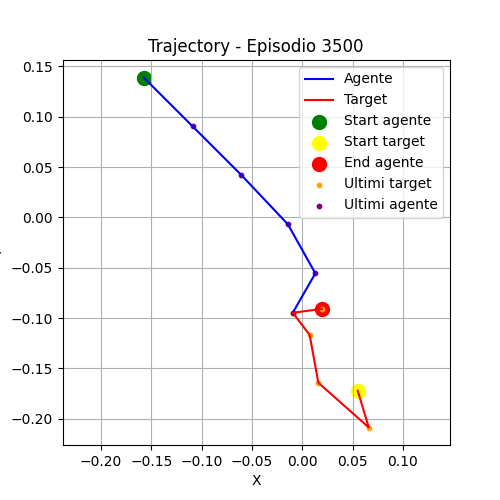 Trajectory - Episodio 3500
Agente
Target
Start agente
Start target
End agente
Ultimi target
Ultimi agente
0.15
0.10
0.05
0.00
−0.05
−0.10
−0.15
−0.20
−0.20
−0.15
−0.10
−0.05
0.00
0.05
0.10
X